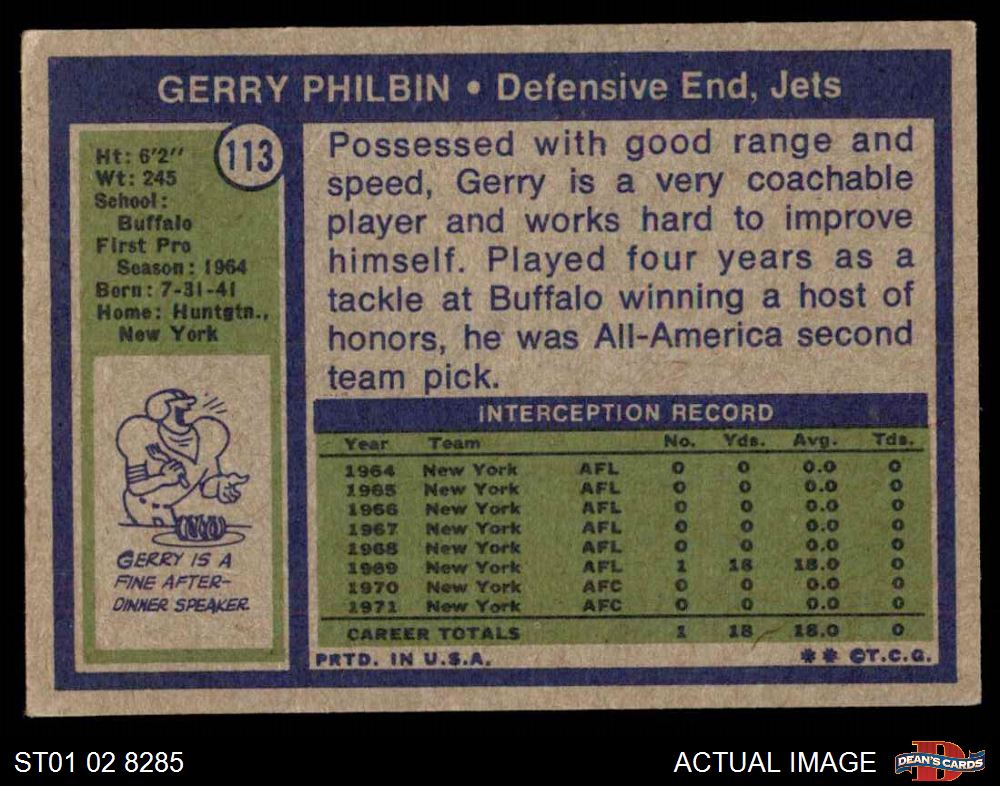 GERRY PHILBIN • Defensive End, Jets
113
Ht: 6'2"
Wt: 245
School:
Buffalo
First Pro
Season: 1964
Born: 7-31-41
Home: Huntgtn.,
New York
GERRY IS A
FINE AFTER-
DINNER SPEAKER.
Possessed with good range and
speed, Gerry is a very coachable
player and works hard to improve
himself. Played four years as a
tackle at Buffalo winning a host of
honors, he was All-America second
team pick.
INTERCEPTION RECORD
Year Team No. Yds. Avg. Tds.
1964 New York AFL 0 0 0.0 0
1965 New York AFL 0 0 0.0 0
1966 New York AFL 0 0 0.0 0
1967 New York AFL 0 0 0.0 0
1968 New York AFL 0 0 0.0 0
1969 New York AFL 1 18 18.0 0
1970 New York AFC 0 0 0.0 0
1971 New York AFC 0 0 0.0 0
CAREER TOTALS 1 18 18.0 0
PRTD. IN U.S.A. * * ©T.C.G.
ST01 02 8285 ACTUAL IMAGE D DEAN'S CARDS